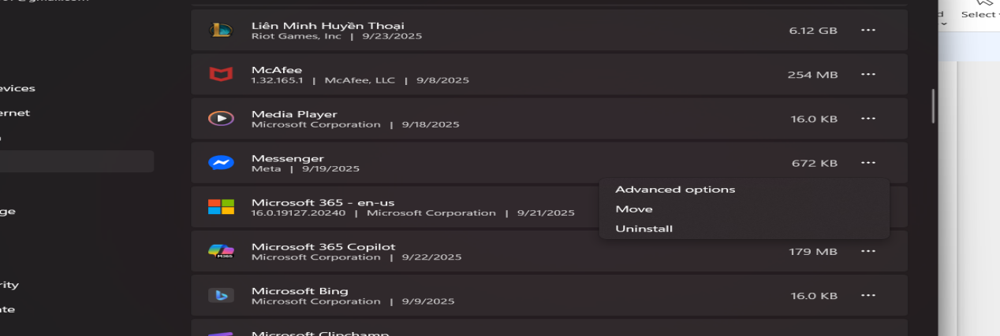 Liên Minh Huyền Thoại
Riot Games, Inc | 9/23/2025
6.12 GB
Select
McAfee
1.32.165.1 | McAfee, LLC | 9/8/2025
254 MB
evices
ernet
Media Player
Microsoft Corporation | 9/18/2025
16.0 KB
Messenger
Meta | 9/19/2025
672 KB
Advanced options
Move
Uninstall
Microsoft 365 - en-us
16.0.19127.20240 | Microsoft Corporation | 9/21/2025
ge
Microsoft 365 Copilot
Microsoft Corporation | 9/22/2025
179 MB
M365
rity
Microsoft Bing
Microsoft Corporation | 9/9/2025
16.0 KB
ate
Microsoft Clipchamp